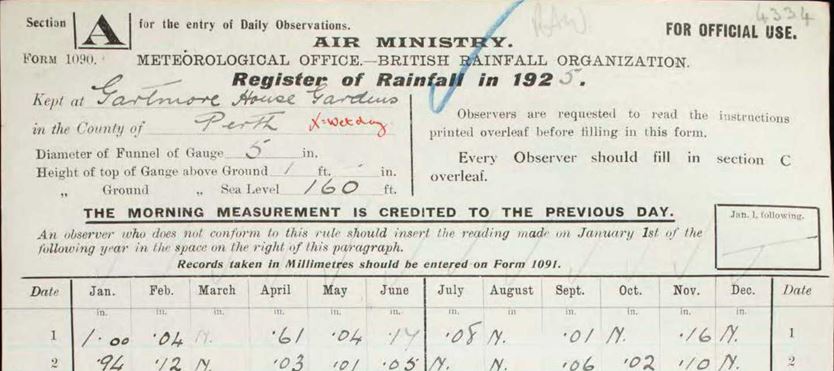 4334
Section A for the entry of Daily Observations.
RAW
FOR OFFICIAL USE.
AIR MINISTRY.
FORM 1090.
METEOROLOGICAL OFFICE.—BRITISH RAINFALL ORGANIZATION.
Register of Rainfall in 1925.
Kept at Gartmore House Gardens
in the County of Perth X=Wet day
Diameter of Funnel of Gauge 5 in.
Height of top of Gauge above Ground 1 ft. - in.
„ Ground „ Sea Level 160 ft.
Observers are requested to read the instructions
printed overleaf before filling in this form.
Every Observer should fill in section C
overleaf.
THE MORNING MEASUREMENT IS CREDITED TO THE PREVIOUS DAY.
An observer who does not conform to this rule should insert the reading made on January 1st of the
following year in the space on the right of this paragraph.
Records taken in Millimetres should be entered on Form 1091.
Jan. 1, following.
Date Jan. Feb. March April May June July August Sept. Oct. Nov. Dec. Date
in. in. in. in. in. in. in. in. in. in. in. in.
1 1.00 .04 N. .61 .04 .17 .08 N. .01 N. .16 N. 1
2 .94 .12 N. .03 .01 .05 N. N. .06 .02 .10 N. 2